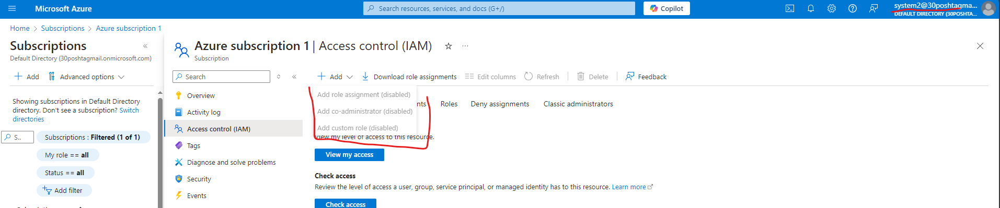 Microsoft Azure
Search resources, services, and docs (G+/)
Copilot
system2@30poshtagmai...
DEFAULT DIRECTORY (30POSHTA...
Home > Subscriptions > Azure subscription 1
Subscriptions
Default Directory (30poshtagmail.onmicrosoft.com)
Add
Advanced options
Showing subscriptions in Default Directory
directory. Don't see a subscription? Switch
directories
S..
Subscriptions : Filtered (1 of 1)
My role == all
Status == all
Add filter
Azure subscription 1 | Access control (IAM)
Subscription
Search
Overview
Activity log
Access control (IAM)
Tags
Diagnose and solve problems
Security
Events
Add
Download role assignments
Edit columns
Refresh
Delete
Feedback
Add role assignment (disabled)
Add co-administrator (disabled)
Add custom role (disabled)
nts
Roles
Deny assignments
Classic administrators
View my level of access to this resource.
View my access
Check access
Review the level of access a user, group, service principal, or managed identity has to this resource. Learn more
Check access